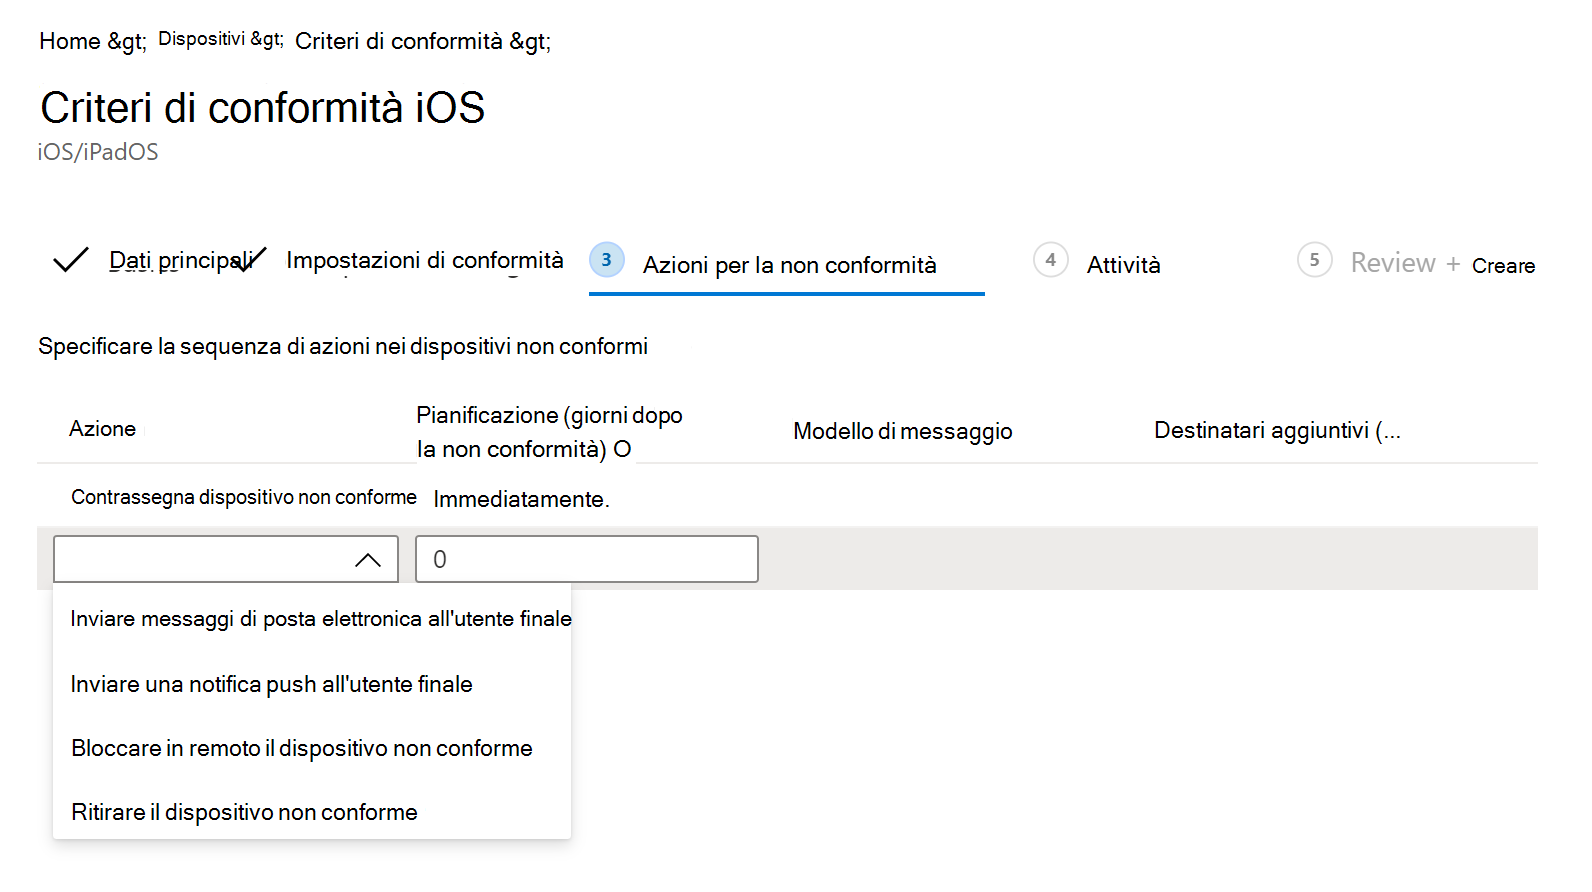 Home &gt; Dispositivi &gt; Criteri di conformità &gt;
Criteri di conformità iOS
iOS/iPadOS
Dati principali Impostazioni di conformità 3 Azioni per la non conformità 4 Attività 5 Review + Creare
Specificare la sequenza di azioni nei dispositivi non conformi
Azione
Pianificazione (giorni dopo
la non conformità) O
Modello di messaggio
Destinatari aggiuntivi (...
Contrassegna dispositivo non conforme Immediatamente.
0
Inviare messaggi di posta elettronica all'utente finale
Inviare una notifica push all'utente finale
Bloccare in remoto il dispositivo non conforme
Ritirare il dispositivo non conforme